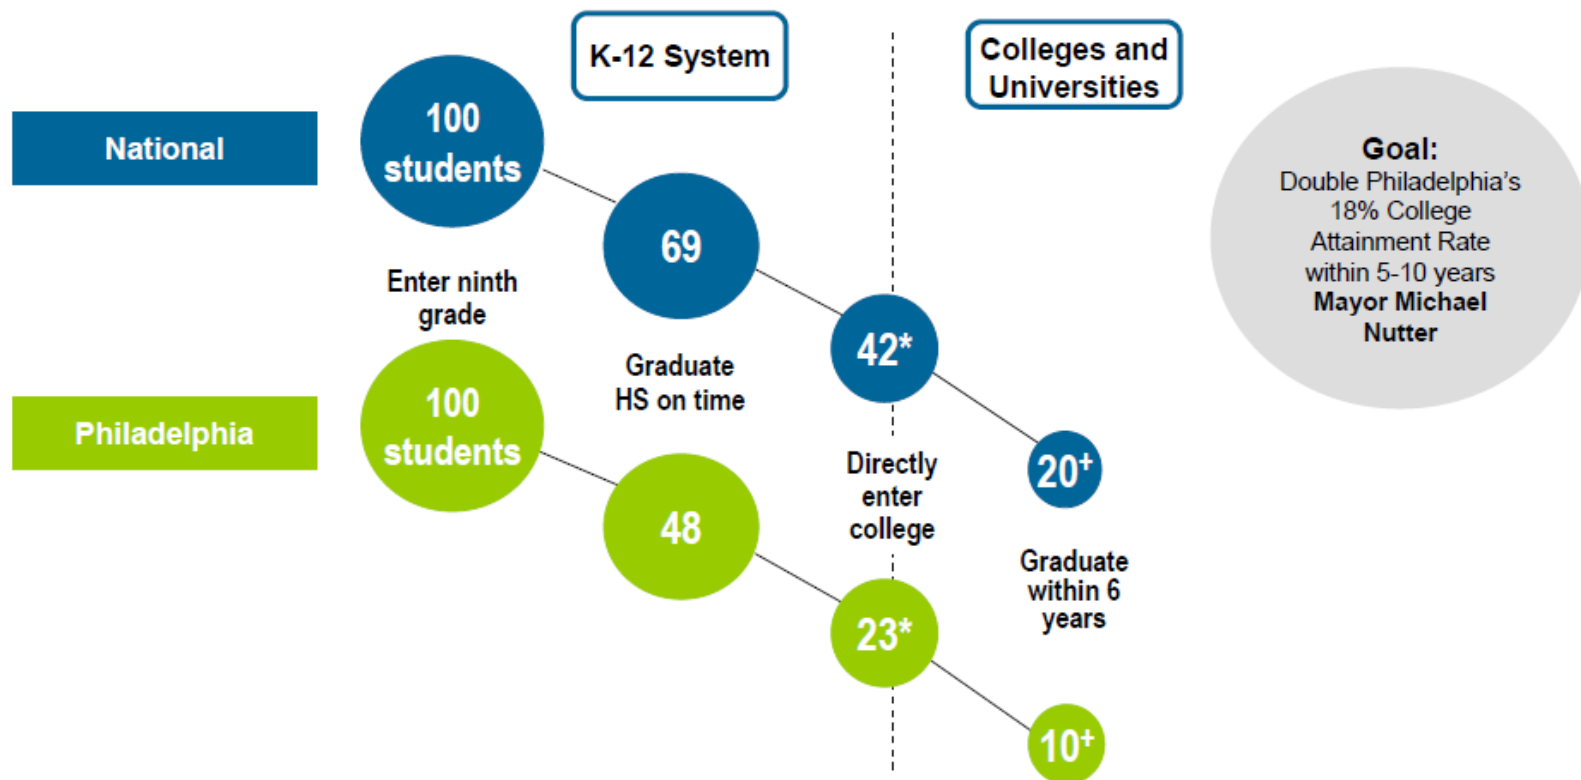 K-12 System
Colleges and
Universities
National
100
students
69
42*
20+
Enter ninth
grade
Graduate
HS on time
Directly
enter
college
Graduate
within 6
years
Philadelphia
100
students
48
23*
10+
Goal:
Double Philadelphia's
18% College
Attainment Rate
within 5-10 years
Mayor Michael
Nutter